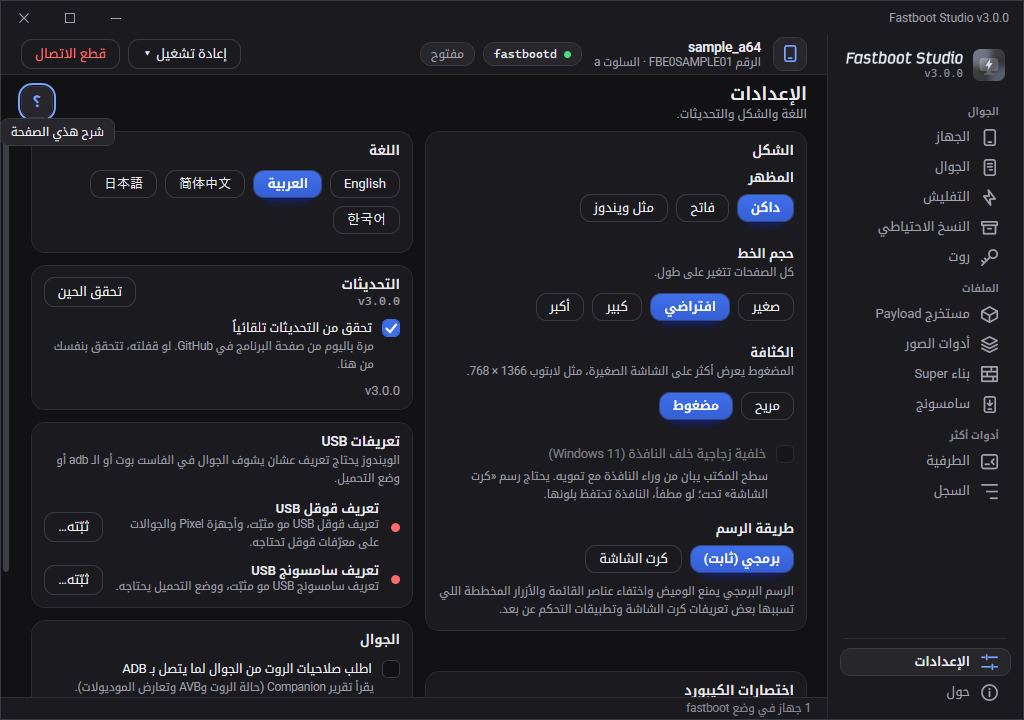 Fastboot Studio v3.0.0
Fastboot Studio
v3.0.0
الجوال
الجهاز
الجوال
التفليش
النسخ الاحتياطي
روت
الملفات
مستخرج Payload
أدوات الصور
بناء Super
سامسونج
أدوات أكثر
الطرفية
السجل
الإعدادات
حول
sample_a64
الرقم FBE0SAMPLE01 · السلوت a
fastbootd
مفتوح
إعادة تشغيل
قطع الاتصال
الإعدادات
اللغة والشكل والتحديثات.
؟
شرح هذي الصفحة
الشكل
المظهر
داكن
فاتح
مثل ويندوز
حجم الخط
كل الصفحات تتغير على طول.
صغير
افتراضي
كبير
أكبر
الكثافة
المضغوط يعرض أكثر على الشاشة الصغيرة، مثل لابتوب 1366 × 768.
مريح
مضغوط
خلفية زجاجية خلف النافذة (Windows 11)
سطح المكتب يبان من وراء النافذة مع تمويه. يحتاج رسم «كرت
الشاشة» تحت؛ لو مطفأ، النافذة تحتفظ بلونها.
طريقة الرسم
برمجي (ثابت)
كرت الشاشة
الرسم البرمجي يمنع الوميض واختفاء عناصر القائمة والأزرار المخططة اللي
تسببها بعض تعريفات كرت الشاشة وتطبيقات التحكم عن بعد.
اختصارات الكيبورد
اللغة
English
العربية
简体中文
日本語
한국어
التحديثات
v3.0.0
تحقق الحين
تحقق من التحديثات تلقائياً
مرة باليوم من صفحة البرنامج في GitHub. لو قفلته، تتحقق بنفسك
من هنا.
v3.0.0
تعريفات USB
الويندوز يحتاج تعريف عشان يشوف الجوال في الفاست بوت أو الـ adb أو
وضع التحميل.
تعريف قوقل USB
تعريف قوقل USB مو مثبّت، وأجهزة Pixel والجوالات
على معرّفات قوقل تحتاجه.
ثبّته...
تعريف سامسونج USB
تعريف سامسونج USB مو مثبّت، ووضع التحميل يحتاجه.
ثبّته...
الجوال
اطلب صلاحيات الروت من الجوال لما يتصل بـ ADB
يقرأ تقرير Companion (حالة الروت وAVB وتعارض الموديولات).
1 جهاز في وضع fastboot